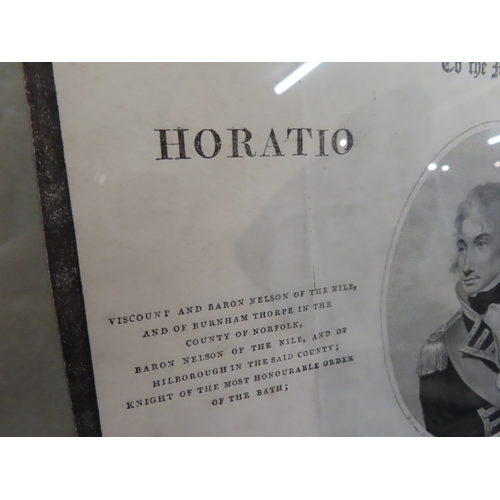 To the
HORATIO
VISCOUNT AND BARON NELSON OF THE NILE,
AND OF BURNHAM THORPE IN THE
COUNTY OF NORFOLK,
BARON NELSON OF THE NILE, AND OF
HILBOROUGH IN THE SAID COUNTY;
KNIGHT OF THE MOST HONOURABLE ORDER
OF THE BATH;